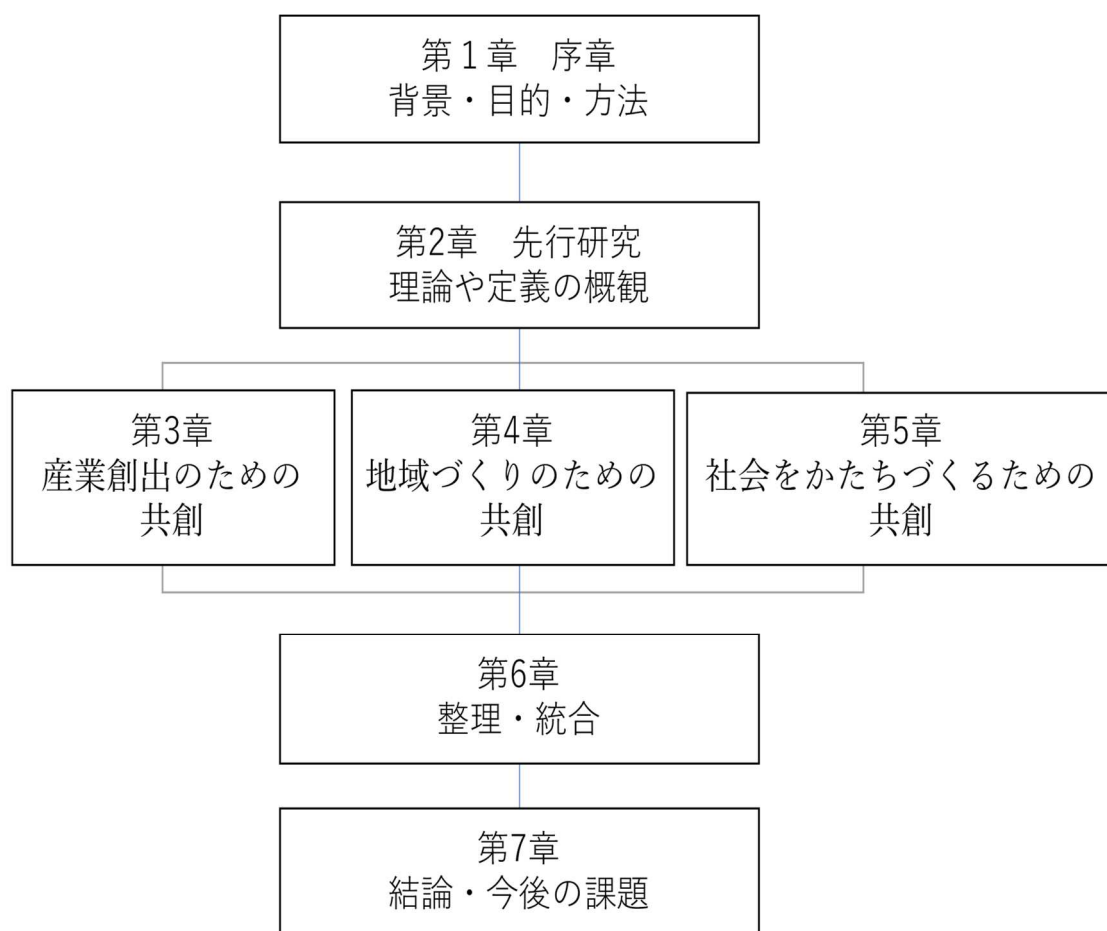 第１章　序章
背景・目的・方法
第2章　先行研究
理論や定義の概観
第3章
産業創出のための
共創
第4章
地域づくりのための
共創
第5章
社会をかたちづくるための
共創
第6章
整理・統合
第7章
結論・今後の課題